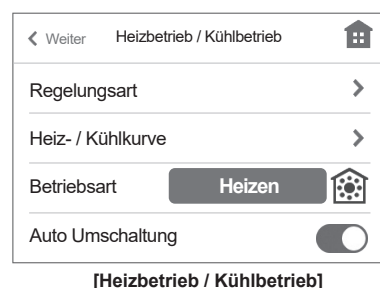 Weiter Heizbetrieb / Kühlbetrieb
Regelungsart
Heiz- / Kühlkurve
Betriebsart Heizen
Auto Umschaltung
[Heizbetrieb / Kühlbetrieb]